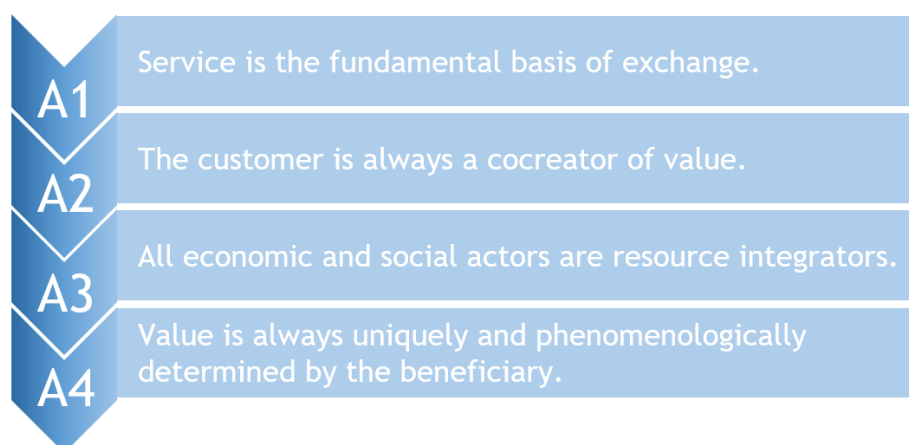 A1
Service is the fundamental basis of exchange.
A2
The customer is always a cocreator of value.
A3
All economic and social actors are resource integrators.
A4
Value is always uniquely and phenomenologically
determined by the beneficiary.